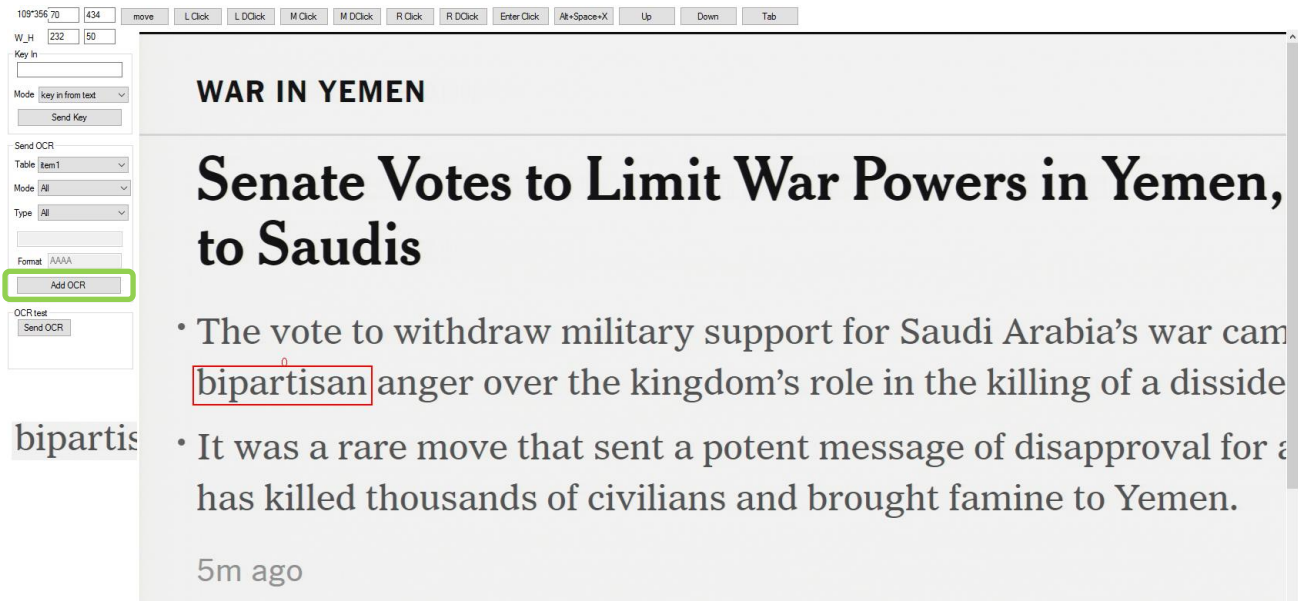 109*356 70 434 move L Click L DClick M Click M DClick R Click R DClick Enter Click Alt+Space+X Up Down Tab
W_H 232 50
Key In
Mode key in from text
Send Key
Send OCR
Table item1
Mode All
Type All
Format AAAA
Add OCR
OCR test
Send OCR
bipartis
WAR IN YEMEN
Senate Votes to Limit War Powers in Yemen,
to Saudis
• The vote to withdraw military support for Saudi Arabia’s war cam
0
bipartisan anger over the kingdom’s role in the killing of a disside
• It was a rare move that sent a potent message of disapproval for a
has killed thousands of civilians and brought famine to Yemen.
5m ago